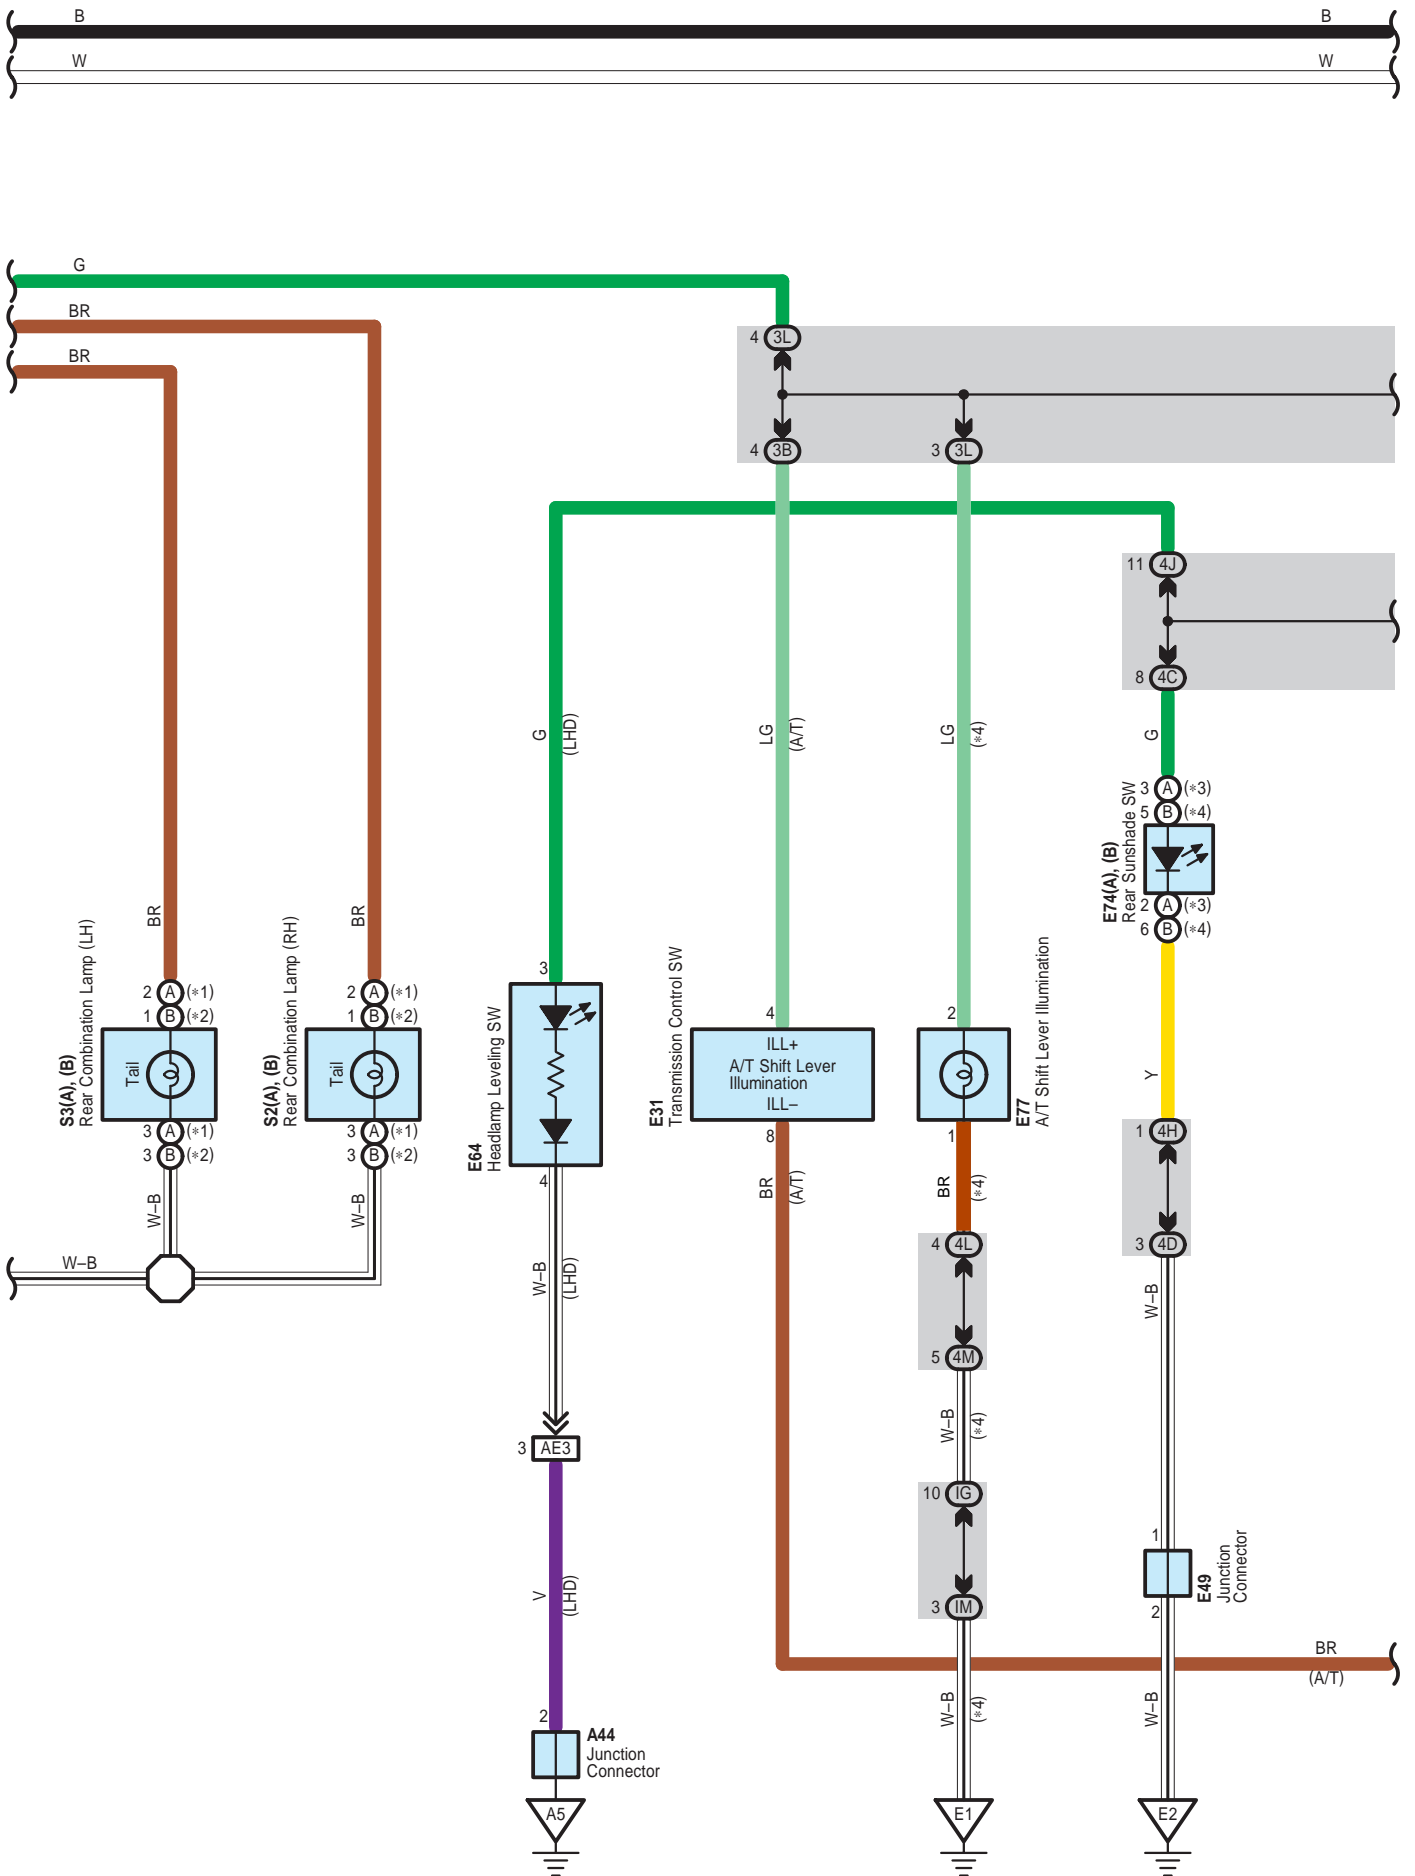 B B
W W
G
BR
BR
4 3L
4 3B 3 3L
11 4J
8 4C
G (LHD)
LG (A/T)
LG (*4)
G
3 A (*3)
5 B (*4)
E74(A), (B)
Rear Sunshade SW
2 A (*3)
6 B (*4)
BR
BR
2 A (*1)
1 B (*2)
S3(A), (B)
Rear Combination Lamp (LH)
Tail
3 A (*1)
3 B (*2)
2 A (*1)
1 B (*2)
S2(A), (B)
Rear Combination Lamp (RH)
Tail
3 A (*1)
3 B (*2)
3
E64
Headlamp Leveling SW
4
4
E31
Transmission Control SW
ILL+
A/T Shift Lever
Illumination
ILL–
8
2
E77
A/T Shift Lever Illumination
1
Y
1 4H
3 4D
W–B
W–B
W–B
W–B (LHD)
BR (A/T)
BR (*4)
4 4L
5 4M
W–B
W–B (*4)
3 AE3
10 IG
3 IM
V (LHD)
1
E49
Junction
Connector
2
BR
(A/T)
W–B (*4)
W–B
2
A44
Junction
Connector
A5
E1
E2